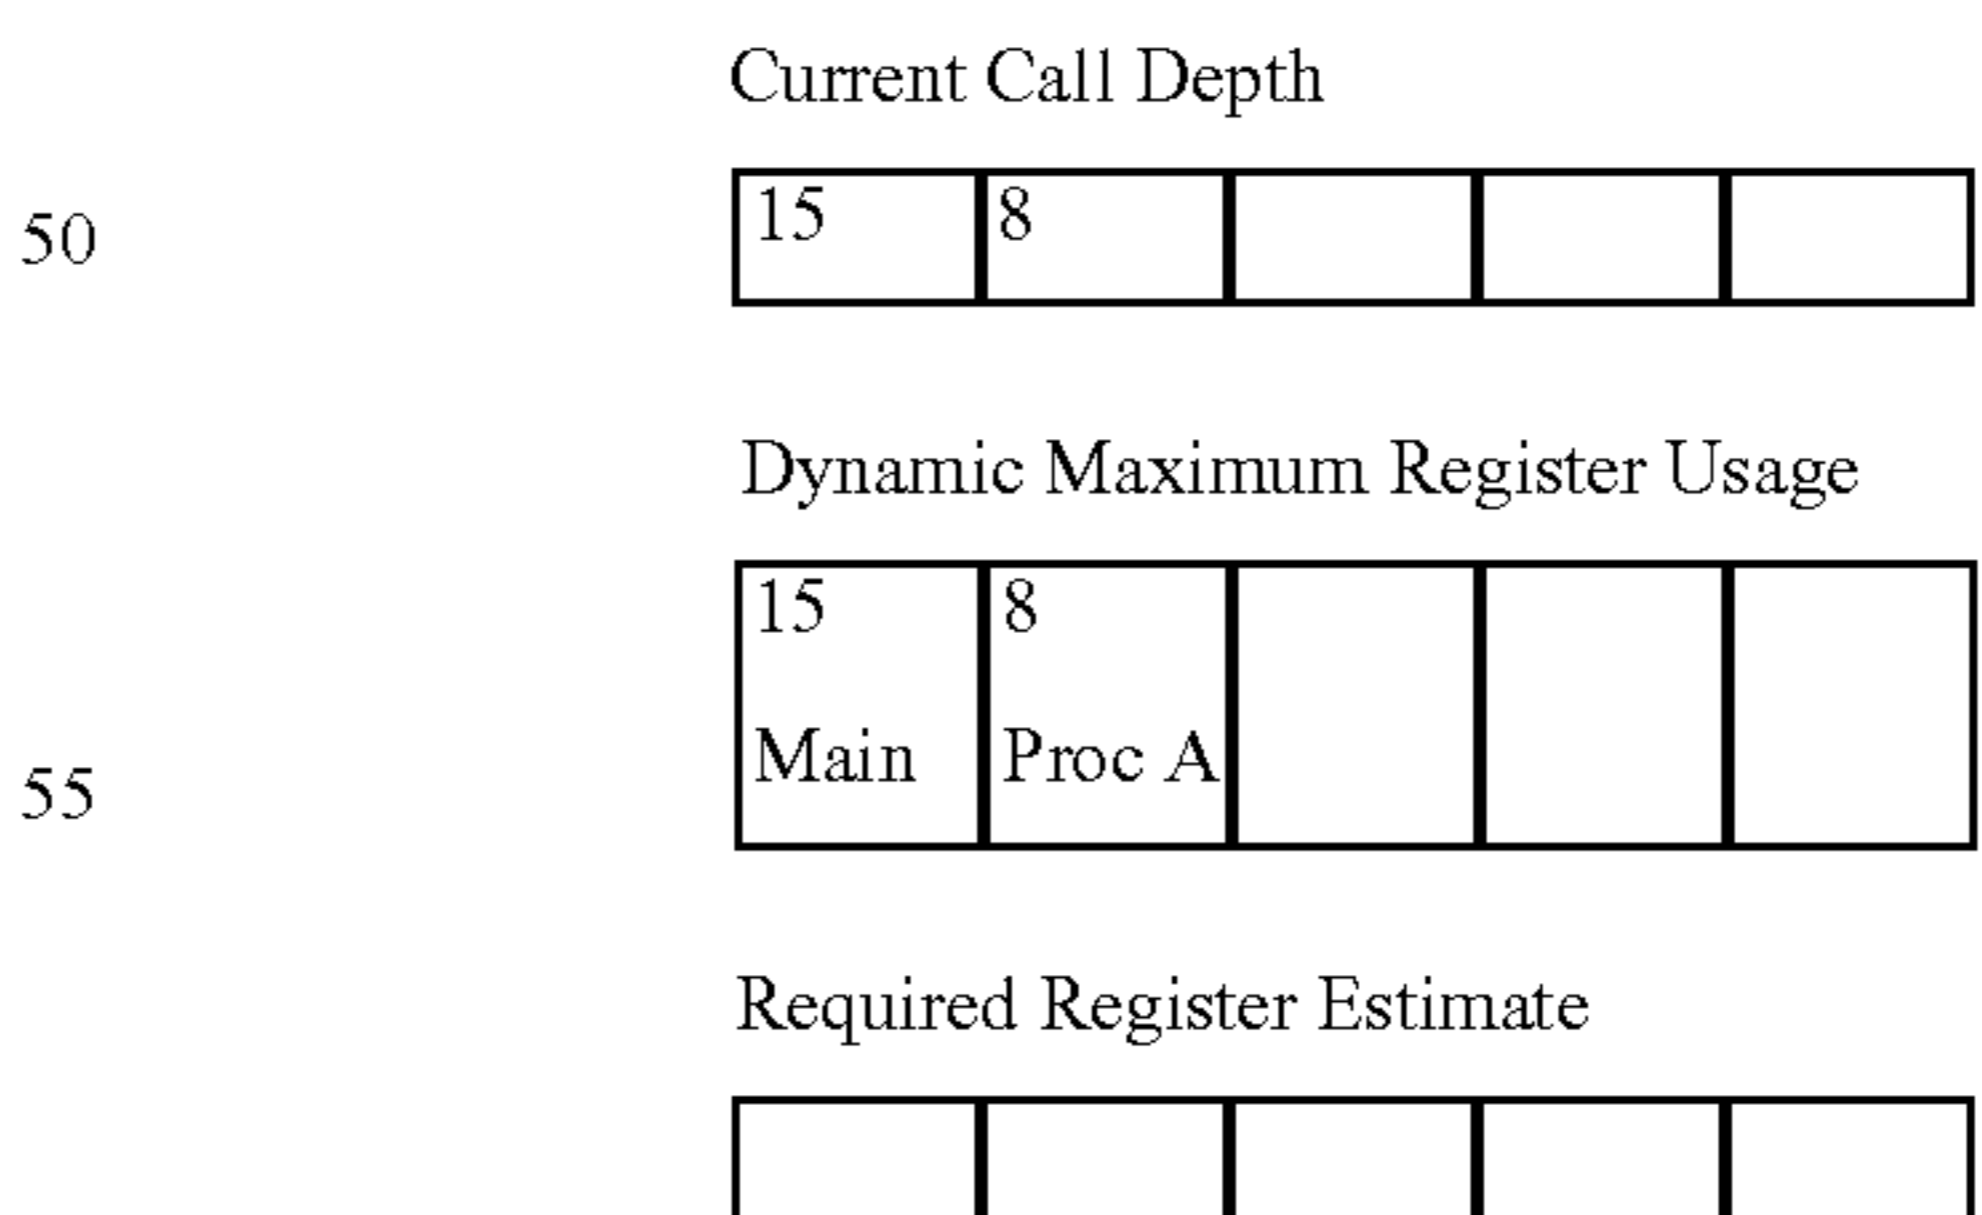 Current Call Depth
50 15 8
Dynamic Maximum Register Usage
15 8
Main Proc A
55
Required Register Estimate